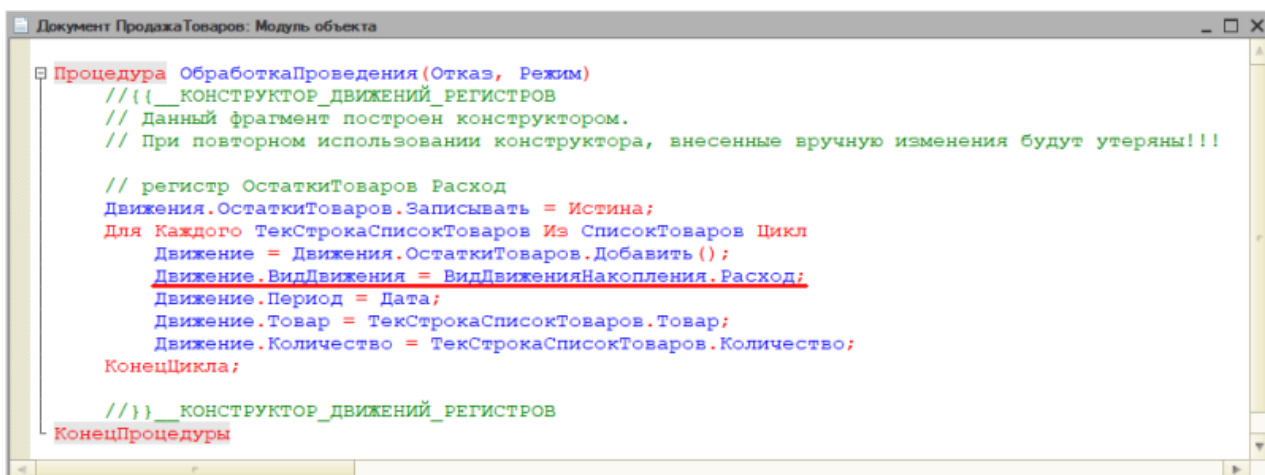 Документ ПродажаТоваров: Модуль объекта
Процедура ОбработкаПроведения(Отказ, Режим)
//{{__КОНСТРУКТОР_ДВИЖЕНИЙ_РЕГИСТРОВ
// Данный фрагмент построен конструктором.
// При повторном использовании конструктора, внесенные вручную изменения будут утеряны!!!
// регистр ОстаткиТоваров Расход
Движения.ОстаткиТоваров.Записывать = Истина;
Для Каждого ТекСтрокаСписокТоваров Из СписокТоваров Цикл
Движение = Движения.ОстаткиТоваров.Добавить();
Движение.ВидДвижения = ВидДвиженияНакопления.Расход;
Движение.Период = Дата;
Движение.Товар = ТекСтрокаСписокТоваров.Товар;
Движение.Количество = ТекСтрокаСписокТоваров.Количество;
КонецЦикла;
//}}__КОНСТРУКТОР_ДВИЖЕНИЙ_РЕГИСТРОВ
КонецПроцедуры